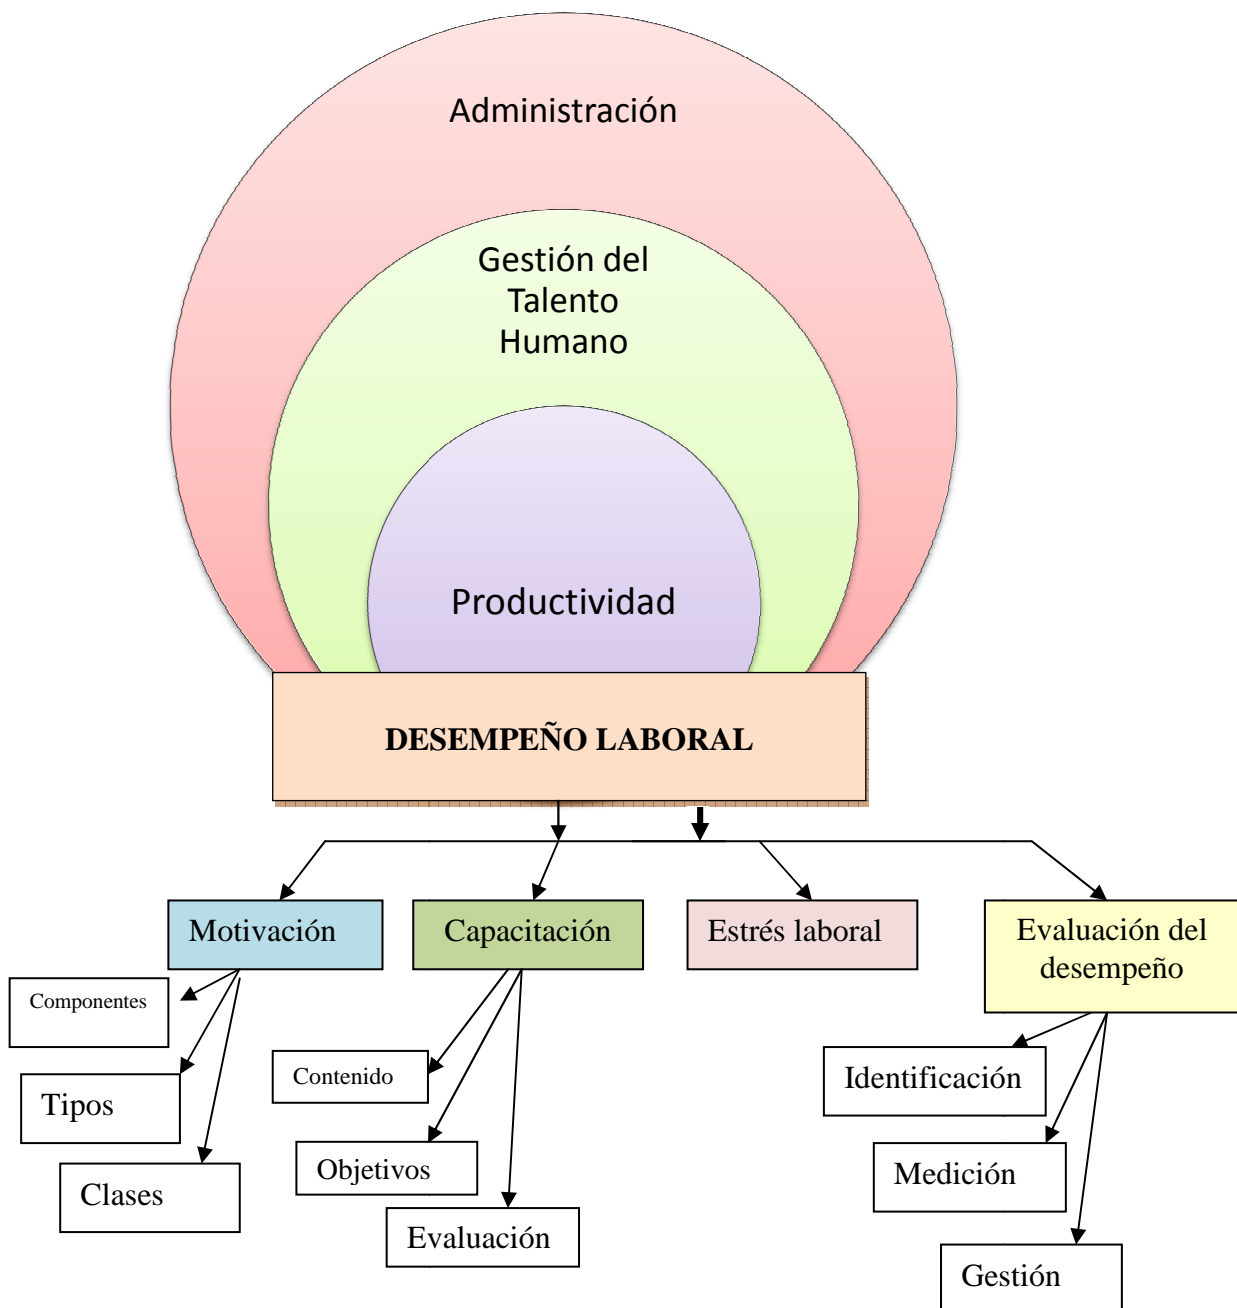 Administración
Gestión del
Talento
Humano
Productividad
DESEMPEÑO LABORAL
Motivación
Capacitación
Estrés laboral
Evaluación del
desempeño
Componentes
Tipos
Clases
Contenido
Objetivos
Evaluación
Identificación
Medición
Gestión